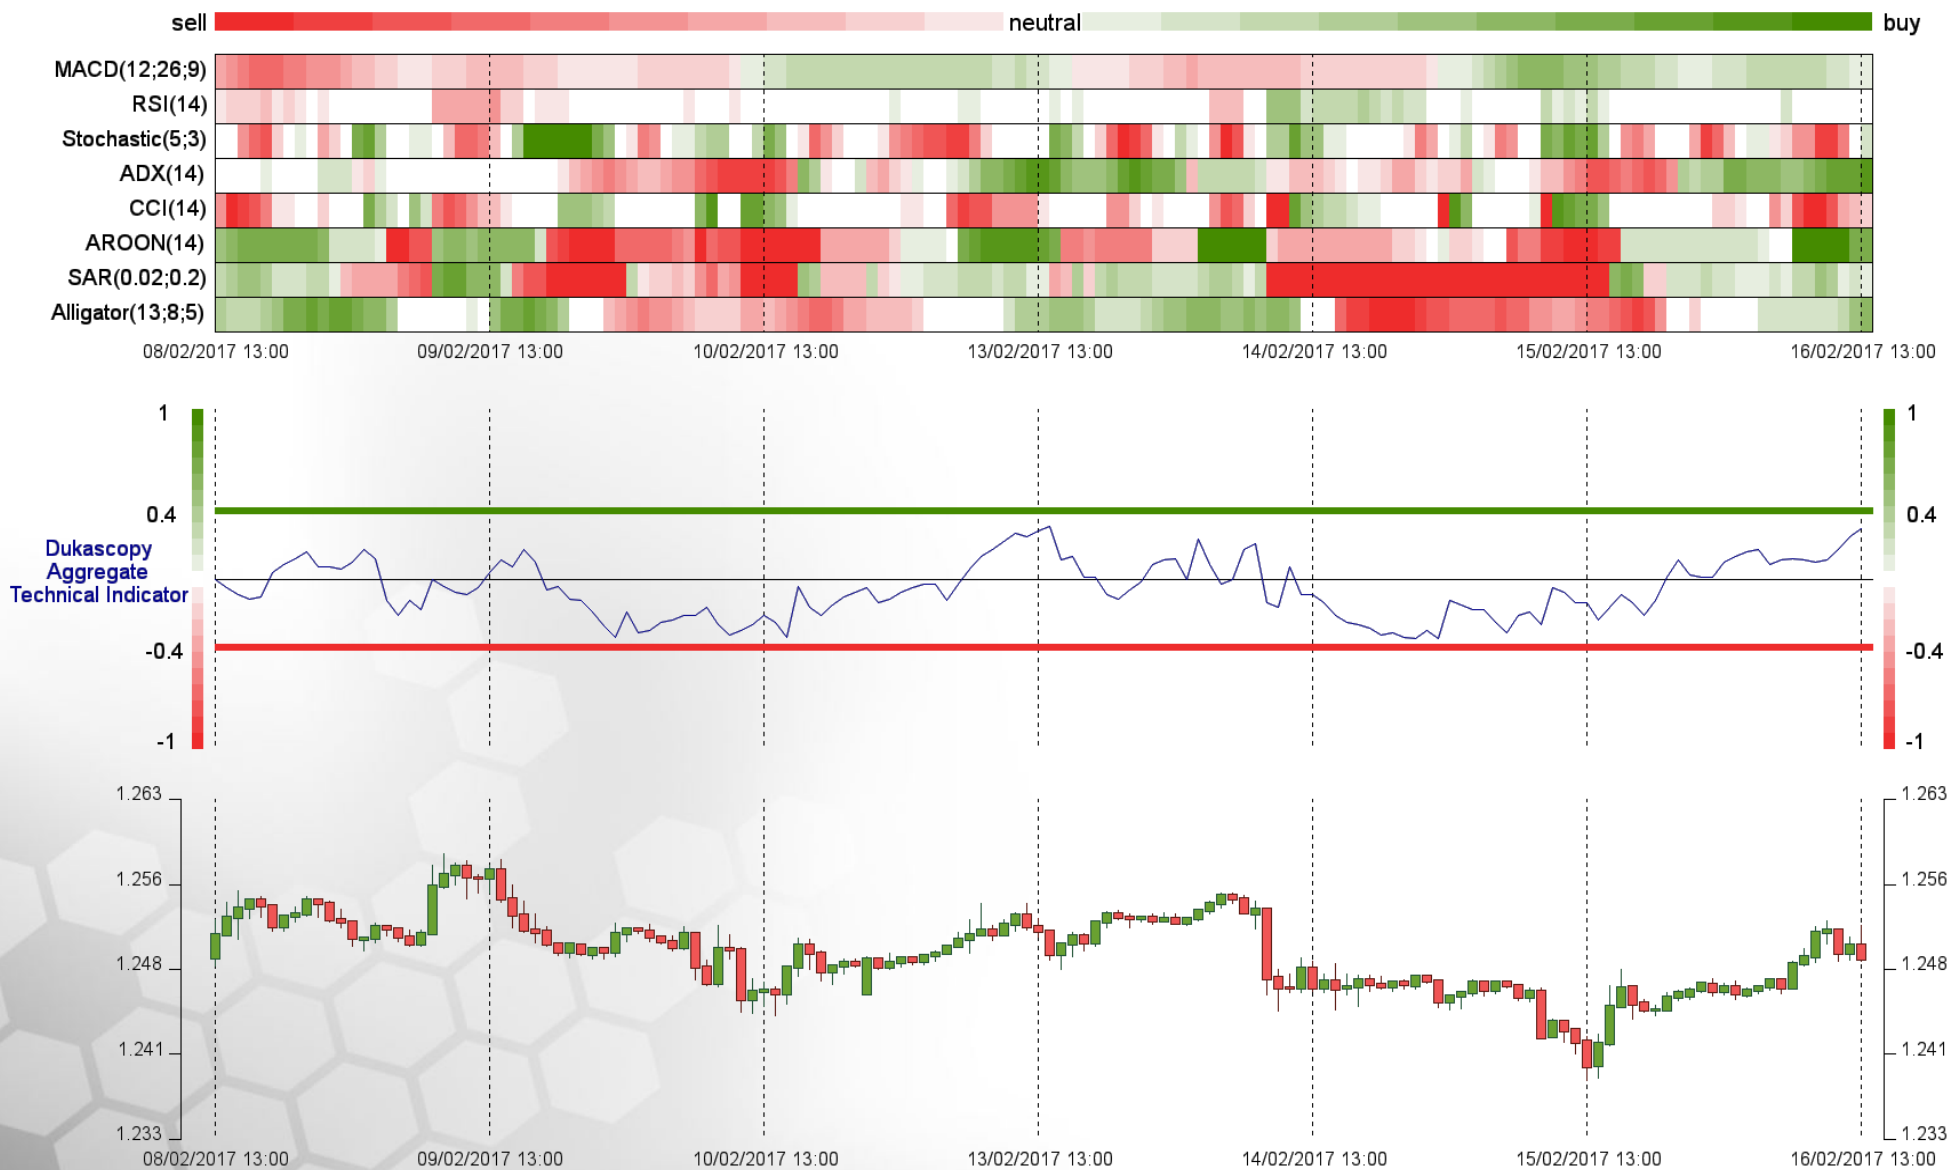 sell neutral buy
MACD(12;26;9)
RSI(14)
Stochastic(5;3)
ADX(14)
CCI(14)
AROON(14)
SAR(0.02;0.2)
Alligator(13;8;5)
08/02/2017 13:00 09/02/2017 13:00 10/02/2017 13:00 13/02/2017 13:00 14/02/2017 13:00 15/02/2017 13:00 16/02/2017 13:00
1 1
0.4 0.4
Dukascopy
Aggregate
Technical Indicator
-0.4 -0.4
-1 -1
1.263 1.263
1.256 1.256
1.248 1.248
1.241 1.241
1.233 1.233
08/02/2017 13:00 09/02/2017 13:00 10/02/2017 13:00 13/02/2017 13:00 14/02/2017 13:00 15/02/2017 13:00 16/02/2017 13:00